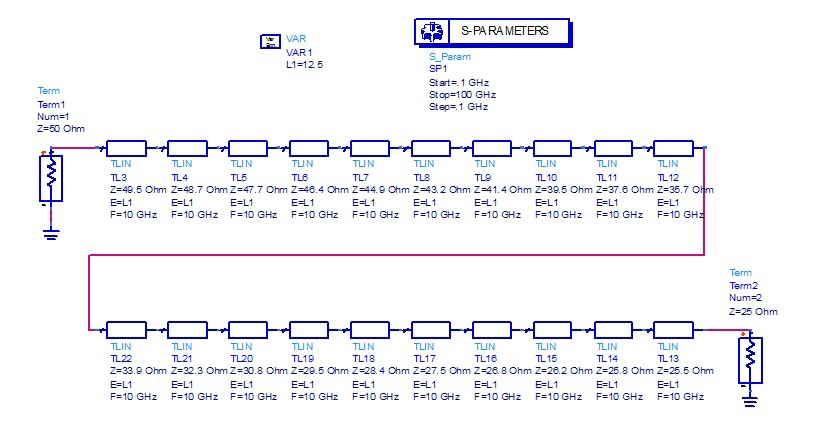 VAR
VAR1
L1=12.5
S-PARAMETERS
S_Param
SP1
Start=.1 GHz
Stop=100 GHz
Step=.1 GHz
Term
Term1
Num=1
Z=50 Ohm
TLIN TLIN TLIN TLIN TLIN TLIN TLIN TLIN TLIN TLIN
TL3 TL4 TL5 TL6 TL7 TL8 TL9 TL10 TL11 TL12
Z=49.5 Ohm Z=48.7 Ohm Z=47.7 Ohm Z=46.4 Ohm Z=44.9 Ohm Z=43.2 Ohm Z=41.4 Ohm Z=39.5 Ohm Z=37.6 Ohm Z=35.7 Ohm
E=L1 E=L1 E=L1 E=L1 E=L1 E=L1 E=L1 E=L1 E=L1 E=L1
F=10 GHz F=10 GHz F=10 GHz F=10 GHz F=10 GHz F=10 GHz F=10 GHz F=10 GHz F=10 GHz F=10 GHz
Term
Term2
Num=2
Z=25 Ohm
TLIN TLIN TLIN TLIN TLIN TLIN TLIN TLIN TLIN TLIN
TL22 TL21 TL20 TL19 TL18 TL17 TL16 TL15 TL14 TL13
Z=33.9 Ohm Z=32.3 Ohm Z=30.8 Ohm Z=29.5 Ohm Z=28.4 Ohm Z=27.5 Ohm Z=26.8 Ohm Z=26.2 Ohm Z=25.8 Ohm Z=25.5 Ohm
E=L1 E=L1 E=L1 E=L1 E=L1 E=L1 E=L1 E=L1 E=L1 E=L1
F=10 GHz F=10 GHz F=10 GHz F=10 GHz F=10 GHz F=10 GHz F=10 GHz F=10 GHz F=10 GHz F=10 GHz